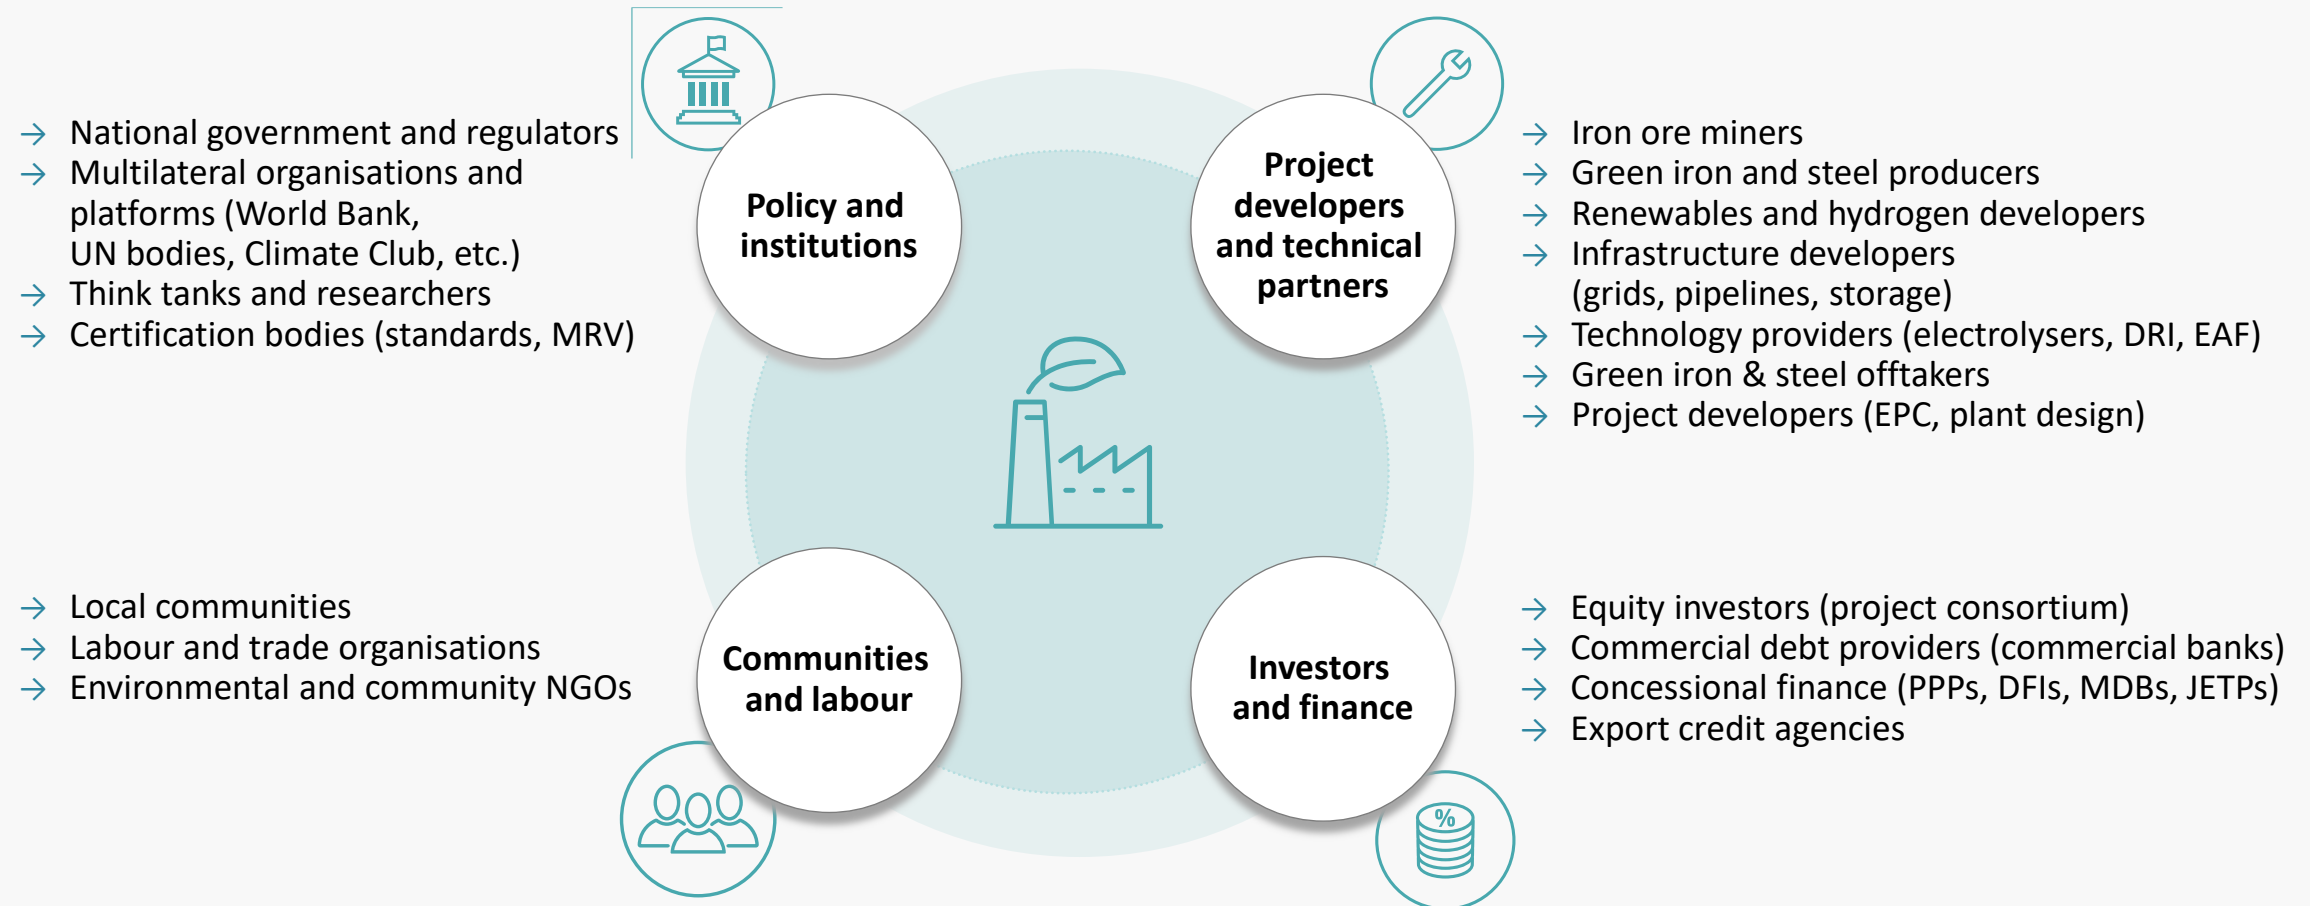 → National government and regulators
→ Multilateral organisations and
platforms (World Bank,
UN bodies, Climate Club, etc.)
→ Think tanks and researchers
→ Certification bodies (standards, MRV)
Policy and
institutions
Project
developers
and technical
partners
→ Iron ore miners
→ Green iron and steel producers
→ Renewables and hydrogen developers
→ Infrastructure developers
(grids, pipelines, storage)
→ Technology providers (electrolysers, DRI, EAF)
→ Green iron & steel offtakers
→ Project developers (EPC, plant design)
→ Local communities
→ Labour and trade organisations
→ Environmental and community NGOs
Communities
and labour
Investors
and finance
→ Equity investors (project consortium)
→ Commercial debt providers (commercial banks)
→ Concessional finance (PPPs, DFIs, MDBs, JETPs)
→ Export credit agencies
%